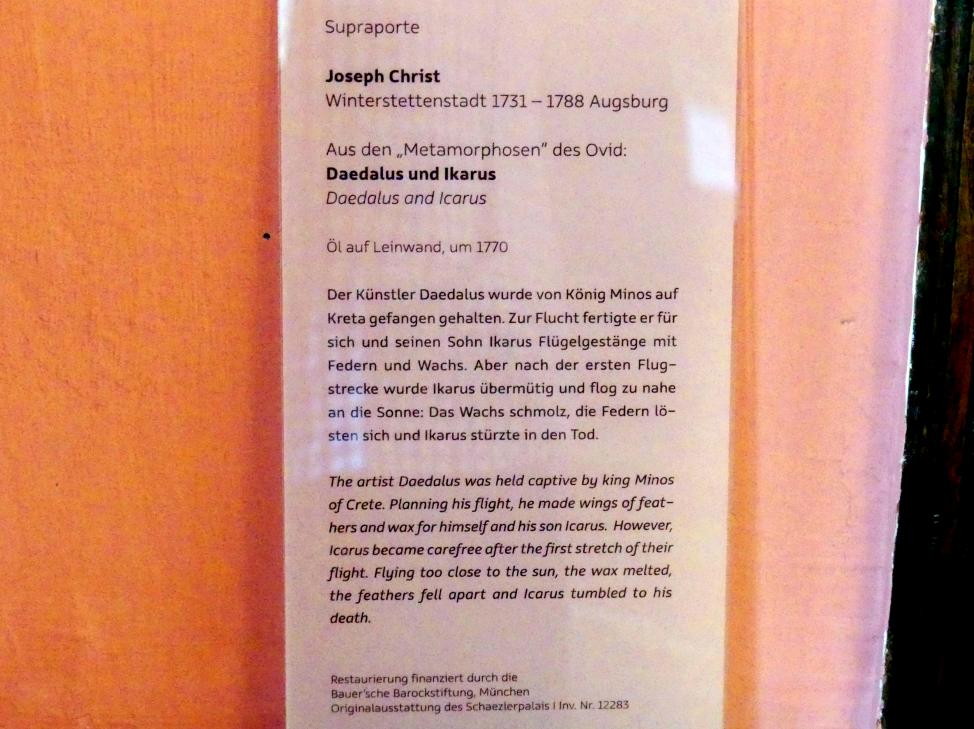 Supraporte
Joseph Christ
Winterstettenstadt 1731 – 1788 Augsburg
Aus den „Metamorphosen“ des Ovid:
Daedalus und Ikarus
Daedalus and Icarus
Öl auf Leinwand, um 1770
Der Künstler Daedalus wurde von König Minos auf
Kreta gefangen gehalten. Zur Flucht fertigte er für
sich und seinen Sohn Ikarus Flügelgestänge mit
Federn und Wachs. Aber nach der ersten Flug-
strecke wurde Ikarus übermütig und flog zu nahe
an die Sonne: Das Wachs schmolz, die Federn lö-
sten sich und Ikarus stürzte in den Tod.
The artist Daedalus was held captive by king Minos
of Crete. Planning his flight, he made wings of feat-
hers and wax for himself and his son Icarus. However,
Icarus became carefree after the first stretch of their
flight. Flying too close to the sun, the wax melted,
the feathers fell apart and Icarus tumbled to his
death.
Restaurierung finanziert durch die
Bauer'sche Barockstiftung, München
Originalausstattung des Schaezlerpalais I Inv. Nr. 12283